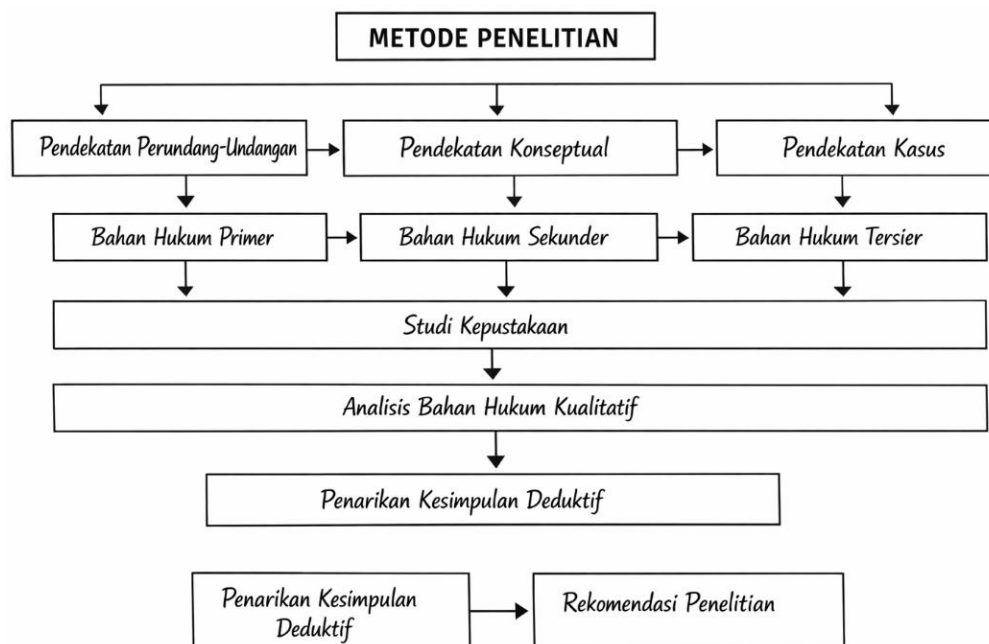 METODE PENELITIAN
Pendekatan Perundang-Undangan
Pendekatan Konseptual
Pendekatan Kasus
Bahan Hukum Primer
Bahan Hukum Sekunder
Bahan Hukum Tersier
Studi Kepustakaan
Analisis Bahan Hukum Kualitatif
Penarikan Kesimpulan Deduktif
Penarikan Kesimpulan
Deduktif
Rekomendasi Penelitian